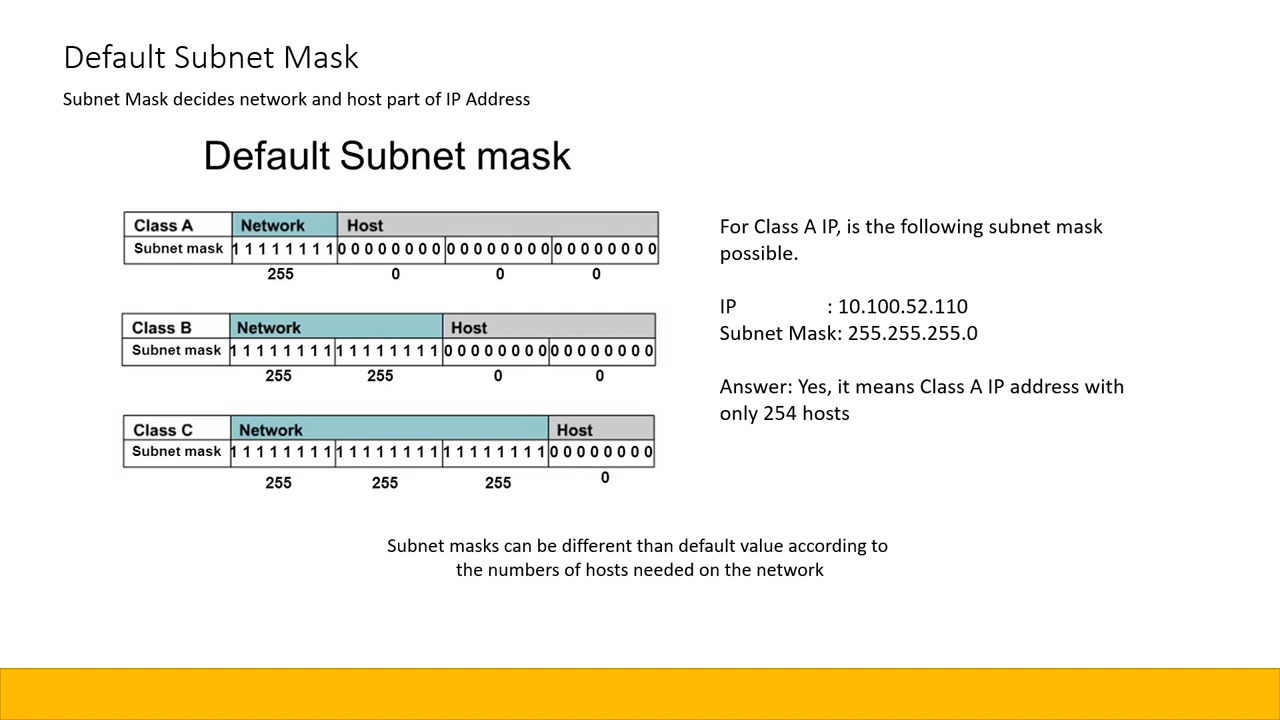 Default Subnet Mask
Subnet Mask decides network and host part of IP Address
Default Subnet mask
Class A Network Host
Subnet mask 1 1 1 1 1 1 1 1 0 0 0 0 0 0 0 0 0 0 0 0 0 0 0 0 0 0 0 0 0 0 0 0
255 0 0 0
Class B Network Host
Subnet mask 1 1 1 1 1 1 1 1 1 1 1 1 1 1 1 1 0 0 0 0 0 0 0 0 0 0 0 0 0 0 0 0
255 255 0 0
Class C Network Host
Subnet mask 1 1 1 1 1 1 1 1 1 1 1 1 1 1 1 1 1 1 1 1 1 1 1 1 0 0 0 0 0 0 0 0
255 255 255 0
For Class A IP, is the following subnet mask
possible.
IP : 10.100.52.110
Subnet Mask: 255.255.255.0
Answer: Yes, it means Class A IP address with
only 254 hosts
Subnet masks can be different than default value according to
the numbers of hosts needed on the network